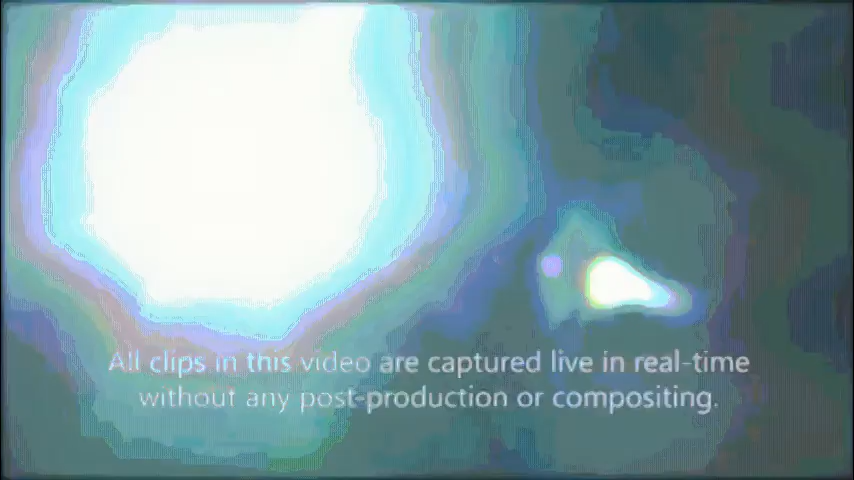 All clips in this video are captured live in real-time
without any post-production or compositing.